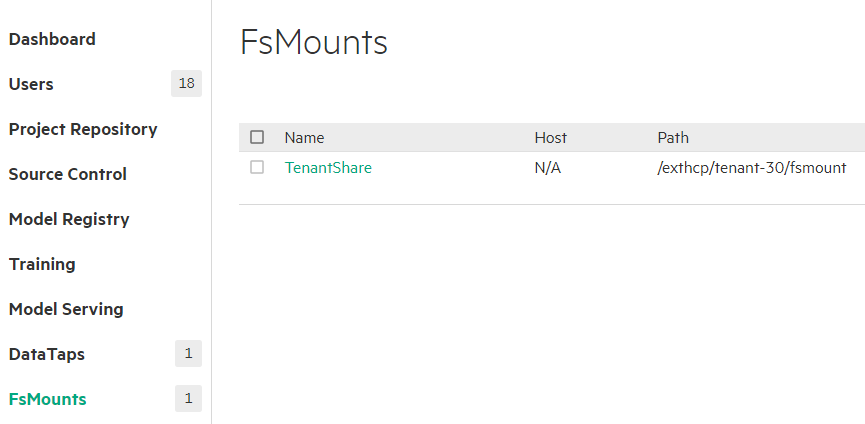 Dashboard
Users 18
Project Repository
Source Control
Model Registry
Training
Model Serving
DataTaps 1
FsMounts 1
FsMounts
Name Host Path
TenantShare N/A /exthcp/tenant-30/fsmount